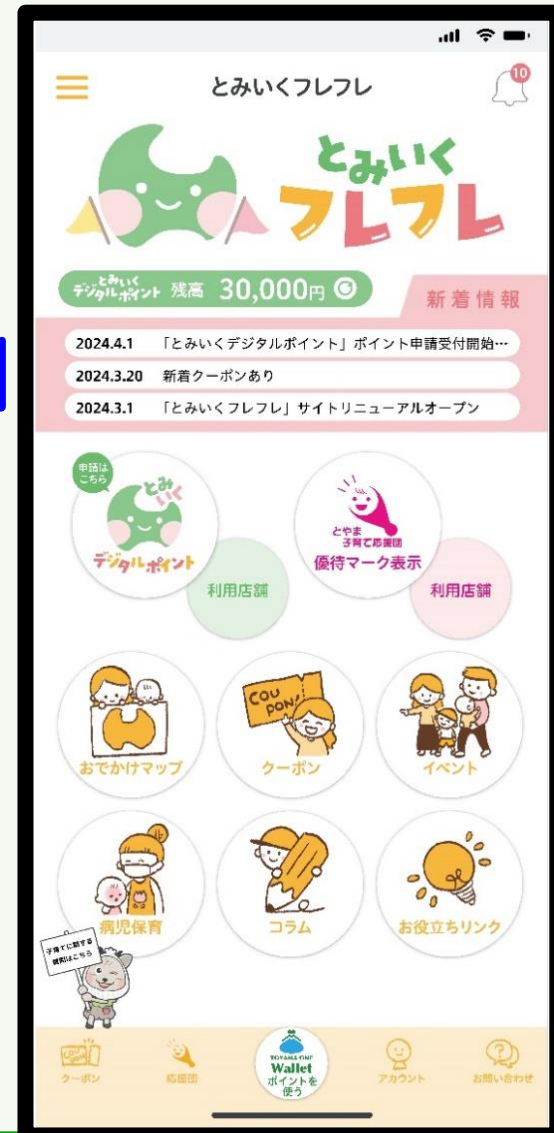 とみいくフレフレ
10
とみいく
フレフレ
とみいく
デジタルポイント 残高 30,000円
新着情報
2024.4.1 「とみいくデジタルポイント」ポイント申請受付開始…
2024.3.20 新着クーポンあり
2024.3.1 「とみいくフレフレ」サイトリニューアルオープン
申請は
こちら
とみ
いく
デジタルポイント
利用店舗
とやま
子育て応援団
優待マーク表示
利用店舗
おでかけマップ
COU
PON!
クーポン
イベント
病児保育
コラム
お役立ちリンク
子育てに関する
質問はこちら
クーポン
応援団
TOYAMA ONE
Wallet
ポイントを
使う
アカウント
お問い合わせ